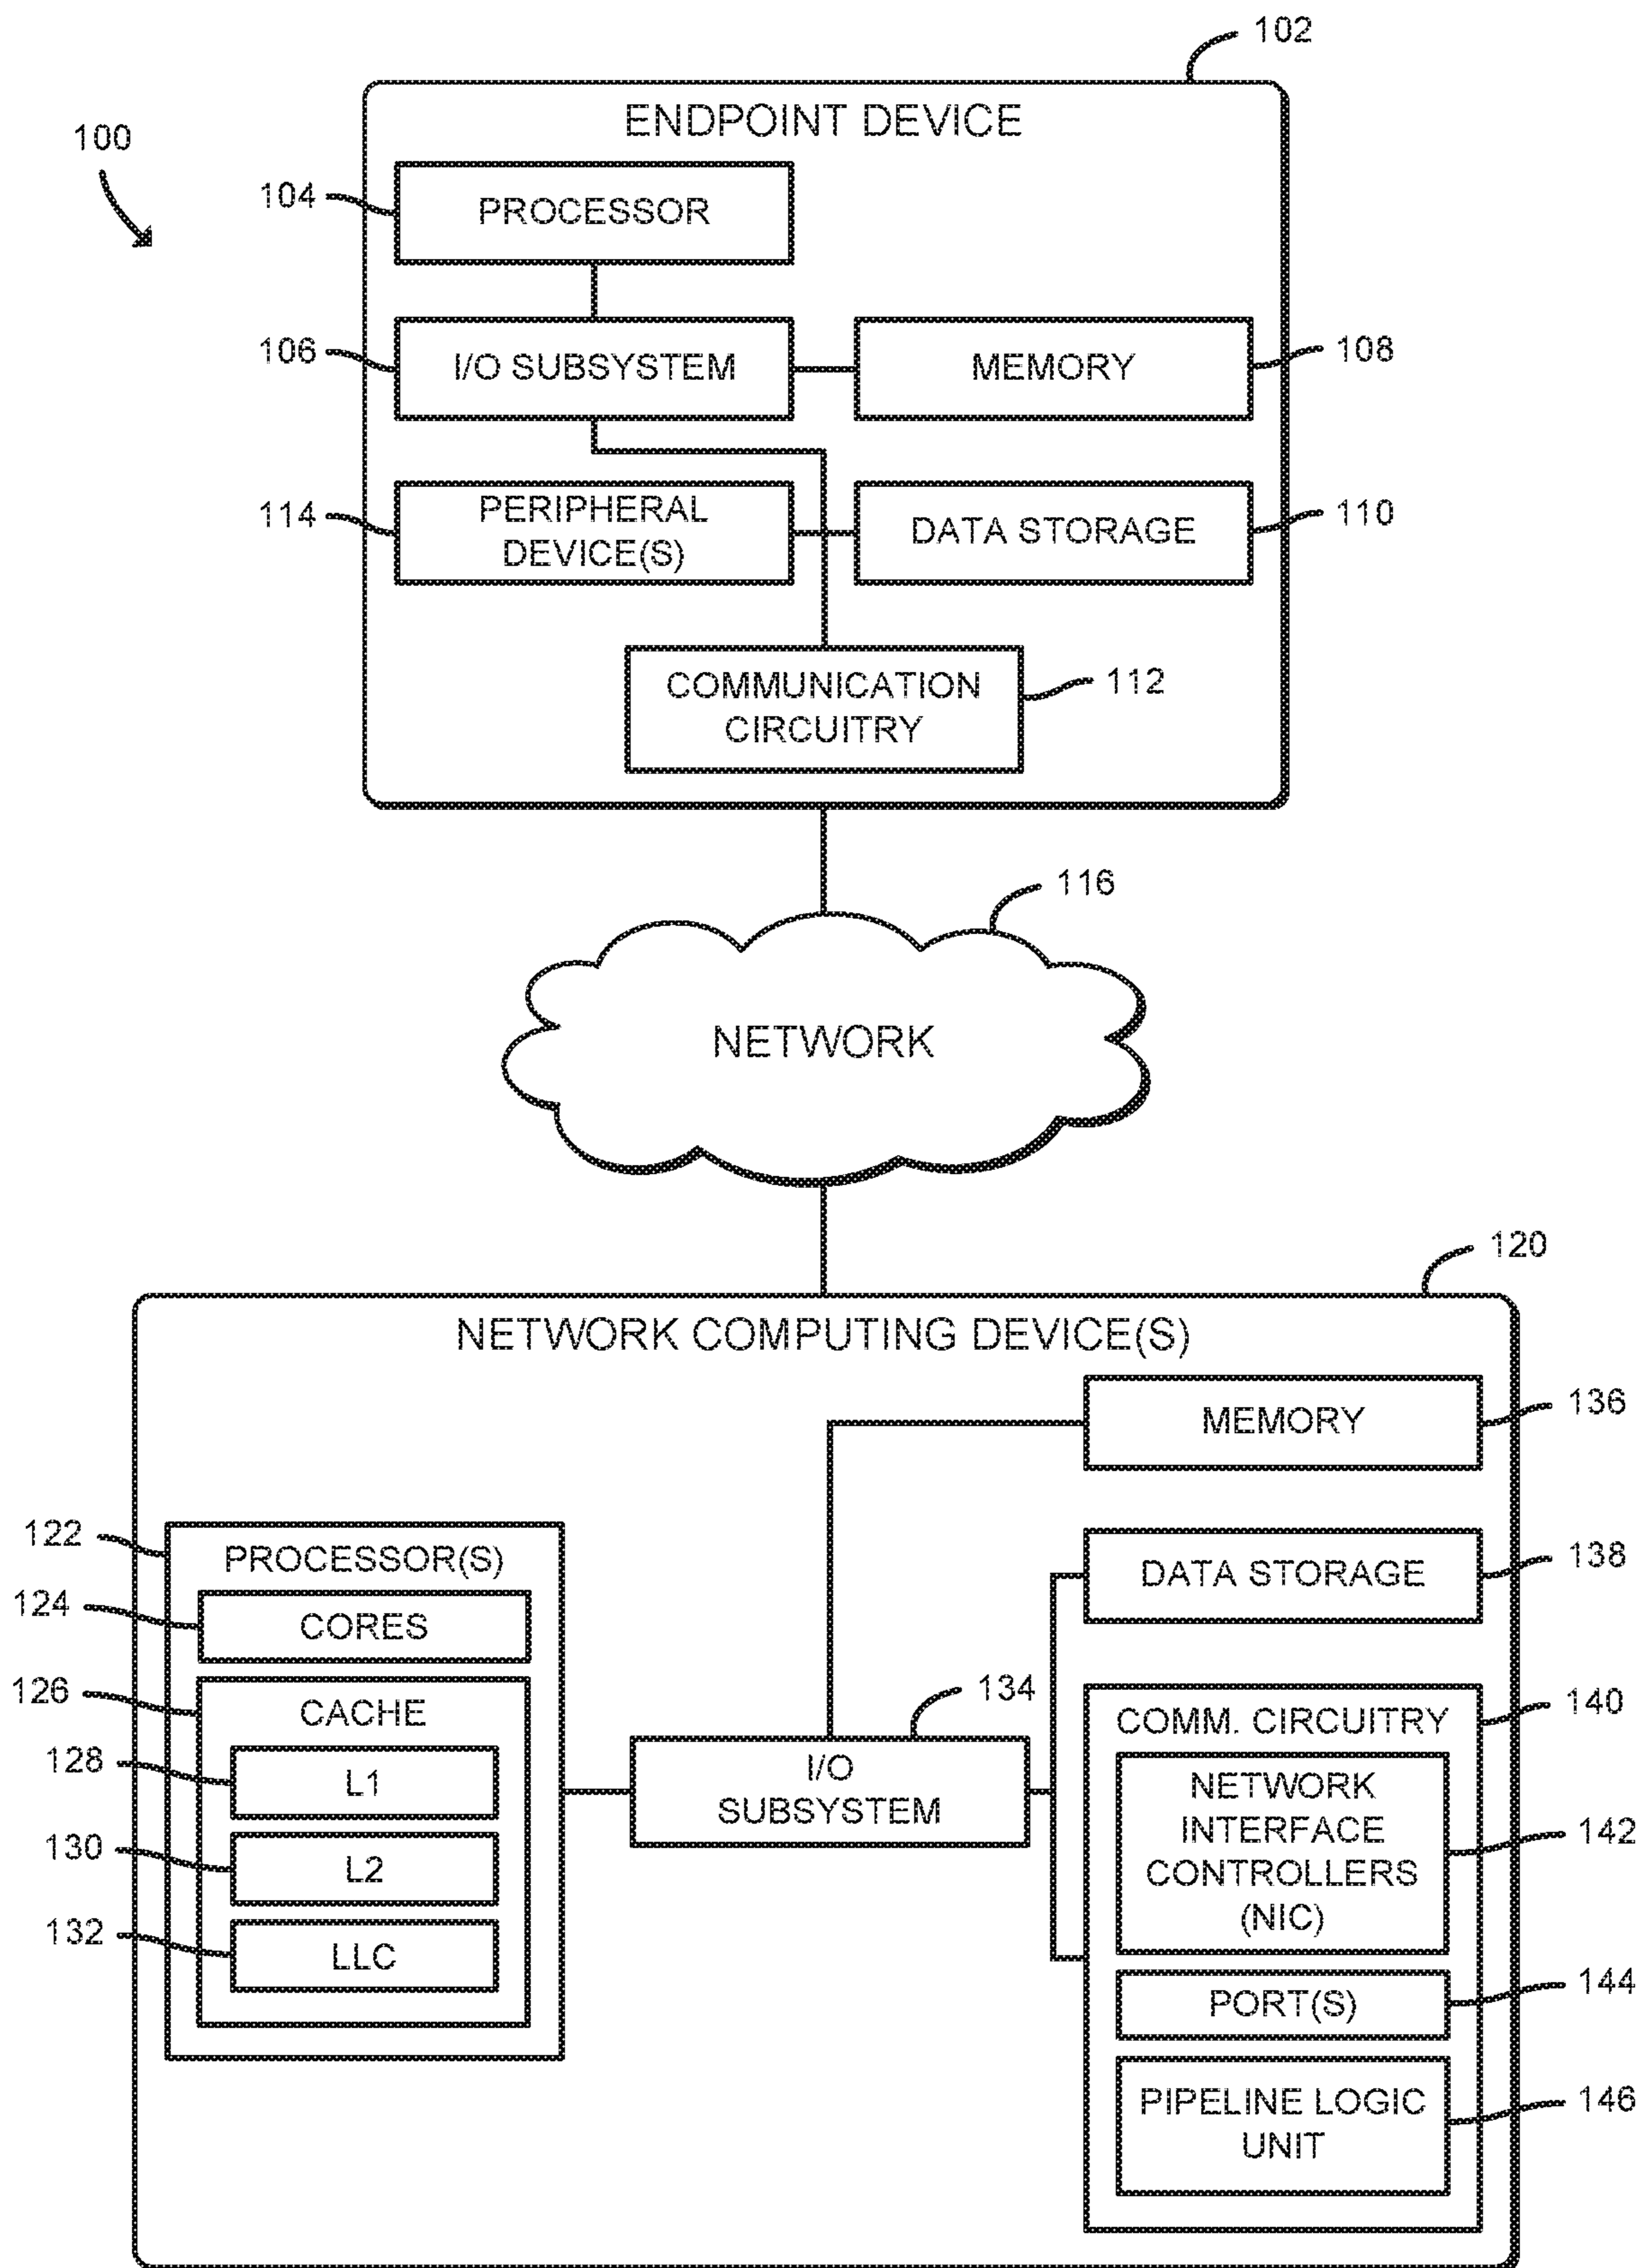 102
ENDPOINT DEVICE
100
104
PROCESSOR
106
I/O SUBSYSTEM
MEMORY
108
114
PERIPHERAL
DEVICE(S)
DATA STORAGE
110
COMMUNICATION
CIRCUITRY
112
116
NETWORK
120
NETWORK COMPUTING DEVICE(S)
MEMORY
136
122
PROCESSOR(S)
124
CORES
126
CACHE
128
L1
130
L2
132
LLC
134
I/O
SUBSYSTEM
DATA STORAGE
138
COMM. CIRCUITRY
140
NETWORK
INTERFACE
CONTROLLERS
(NIC)
142
PORT(S)
144
PIPELINE LOGIC
UNIT
146